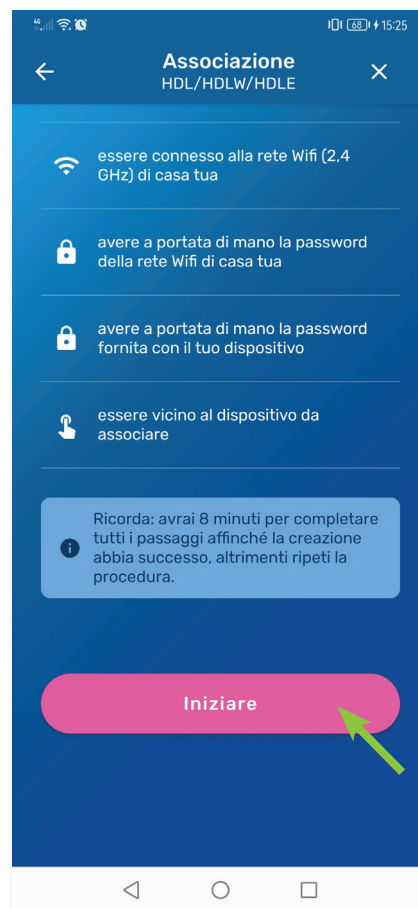 46
68
15:25
Associazione
HDL/HDLW/HDLE
essere connesso alla rete Wifi (2,4
GHz) di casa tua
avere a portata di mano la password
della rete Wifi di casa tua
avere a portata di mano la password
fornita con il tuo dispositivo
essere vicino al dispositivo da
associare
Ricorda: avrai 8 minuti per completare
tutti i passaggi affinché la creazione
abbia successo, altrimenti ripeti la
procedura.
Iniziare